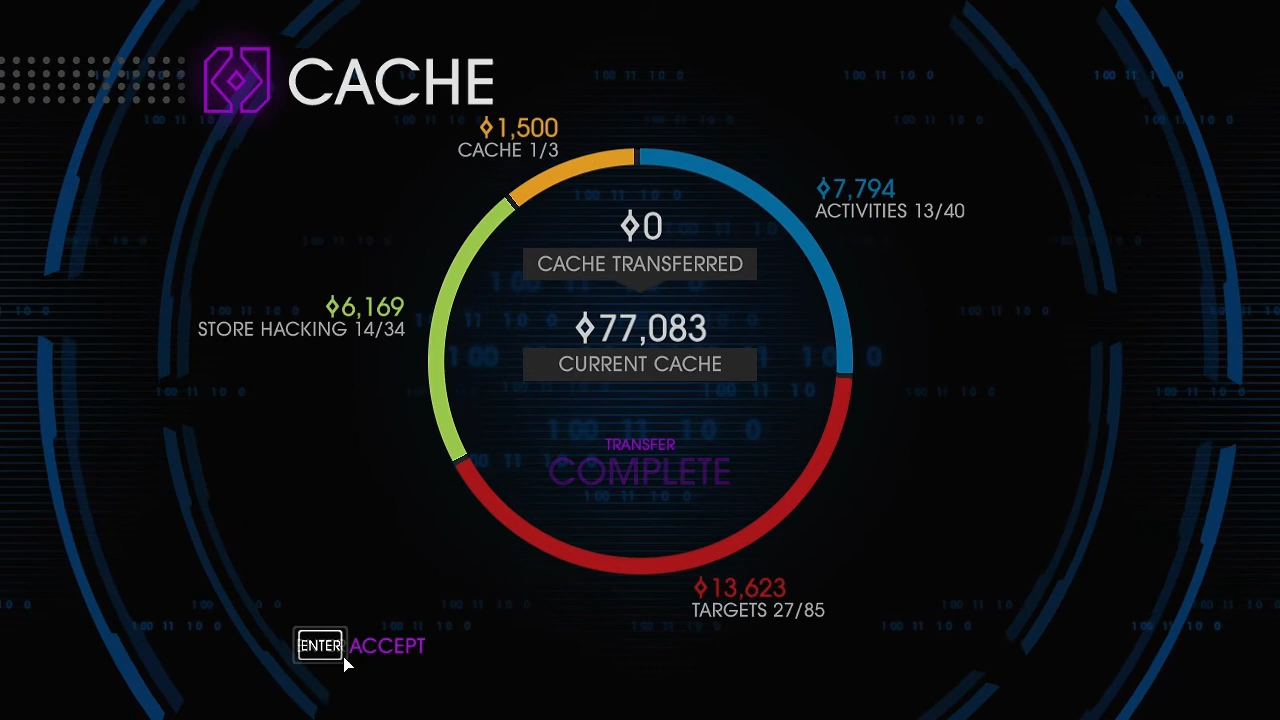 CACHE
1,500
CACHE 1/3
7,794
ACTIVITIES 13/40
0
CACHE TRANSFERRED
6,169
STORE HACKING 14/34
77,083
CURRENT CACHE
TRANSFER
COMPLETE
13,623
TARGETS 27/85
ENTER ACCEPT